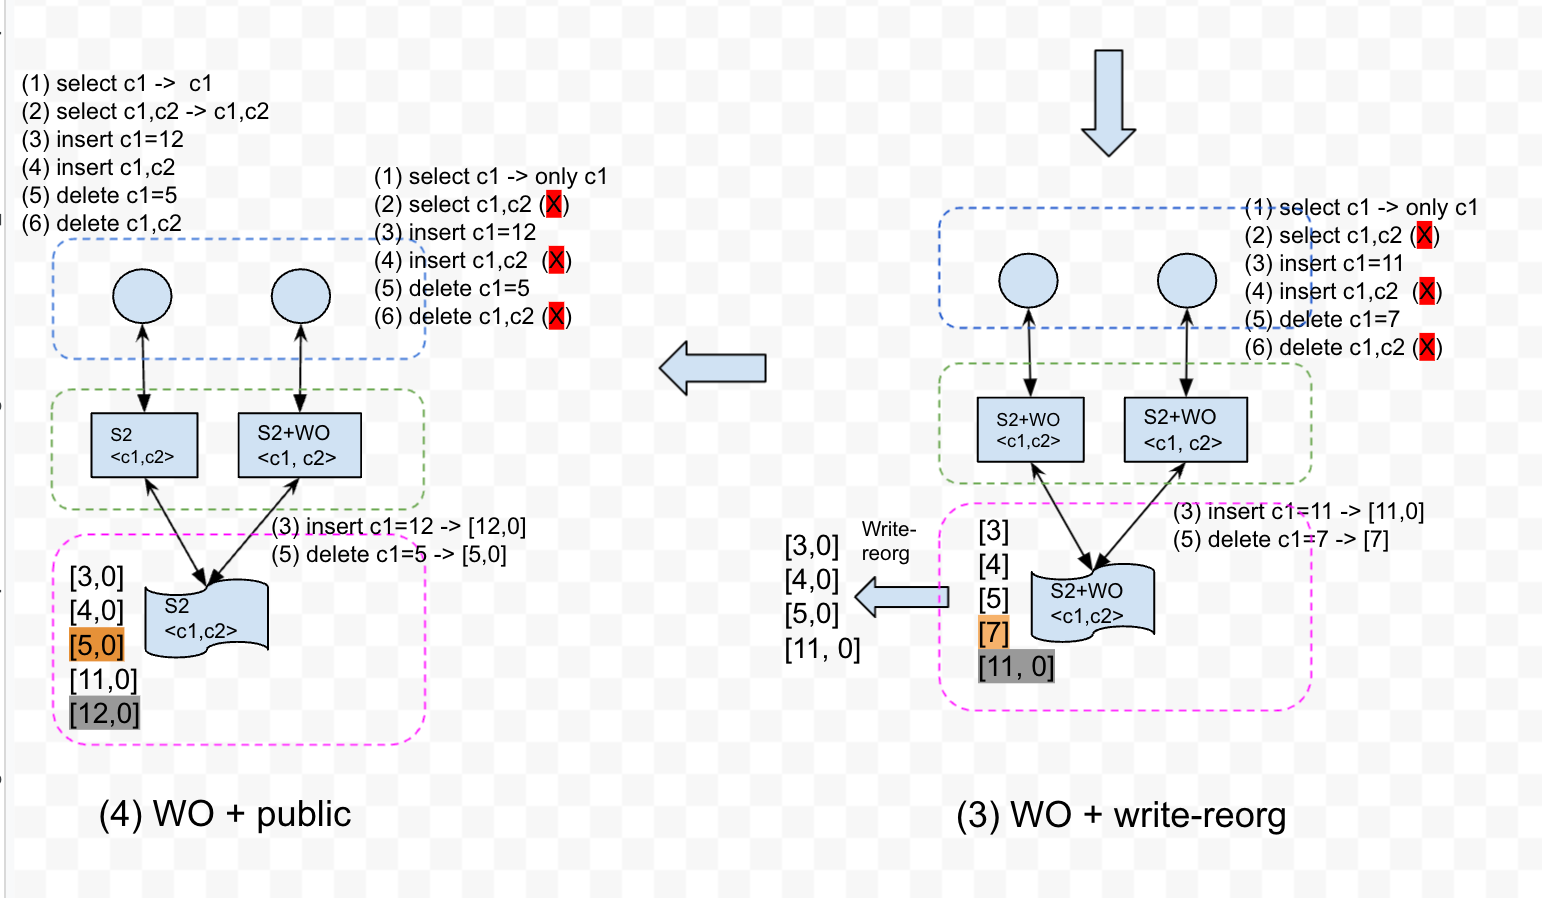 (1) select c1 -> c1
(2) select c1,c2 -> c1,c2
(3) insert c1=12
(4) insert c1,c2
(5) delete c1=5
(6) delete c1,c2
(1) select c1 -> only c1
(2) select c1,c2 (X)
(3) insert c1=12
(4) insert c1,c2 (X)
(5) delete c1=5
(6) delete c1,c2 (X)
S2
<c1,c2>
S2+WO
<c1, c2>
(3) insert c1=12 -> [12,0]
(5) delete c1=5 -> [5,0]
[3,0]
[4,0]
[5,0]
[11,0]
[12,0]
S2
<c1,c2>
(4) WO + public
(1) select c1 -> only c1
(2) select c1,c2 (X)
(3) insert c1=11
(4) insert c1,c2 (X)
(5) delete c1=7
(6) delete c1,c2 (X)
S2+WO
<c1,c2>
S2+WO
<c1, c2>
(3) insert c1=11 -> [11,0]
(5) delete c1=7 -> [7]
[3]
[4]
[5]
[7]
[11, 0]
S2+WO
<c1,c2>
Write-
reorg
[3,0]
[4,0]
[5,0]
[11, 0]
(3) WO + write-reorg